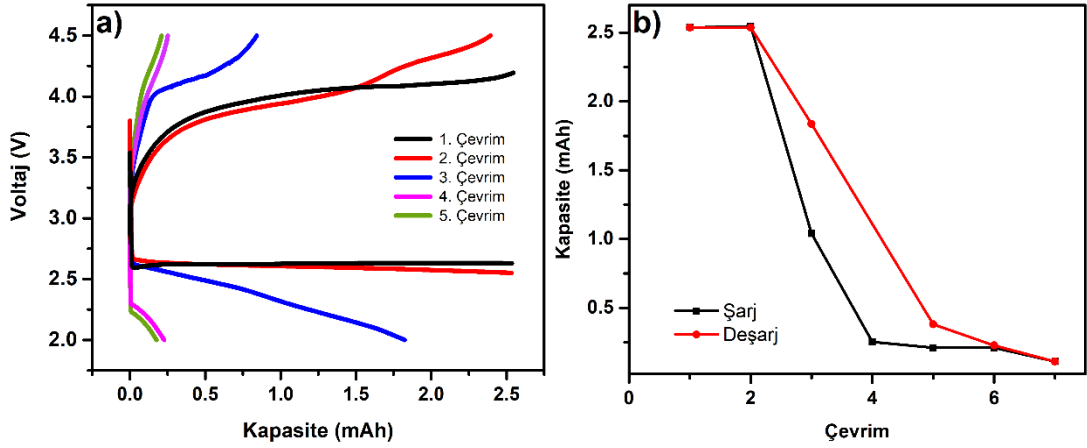 a)
4.5
4.0
3.5
3.0
2.5
2.0
Voltaj (V)
1. Çevrim
2. Çevrim
3. Çevrim
4. Çevrim
5. Çevrim
0.0 0.5 1.0 1.5 2.0 2.5
Kapasite (mAh)
b)
2.5
2.0
1.5
1.0
0.5
Kapasite (mAh)
Şarj
Deşarj
0 2 4 6
Çevrim